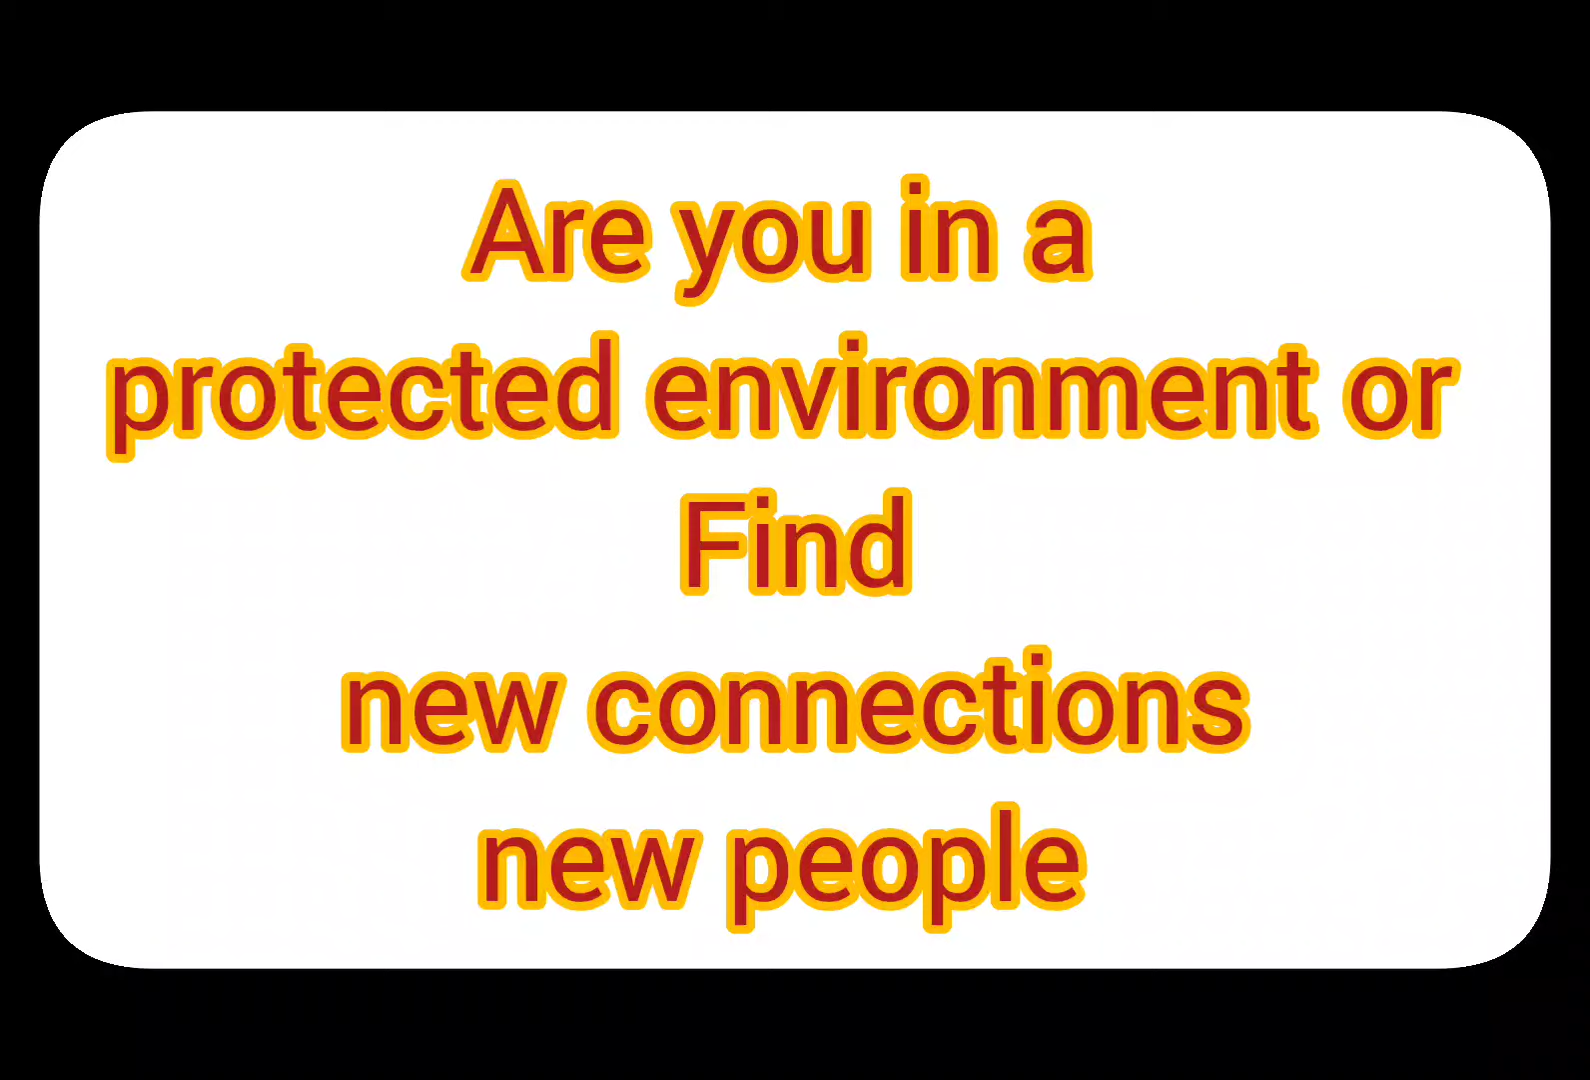 Are you in a
protected environment or
Find
new connections
new people